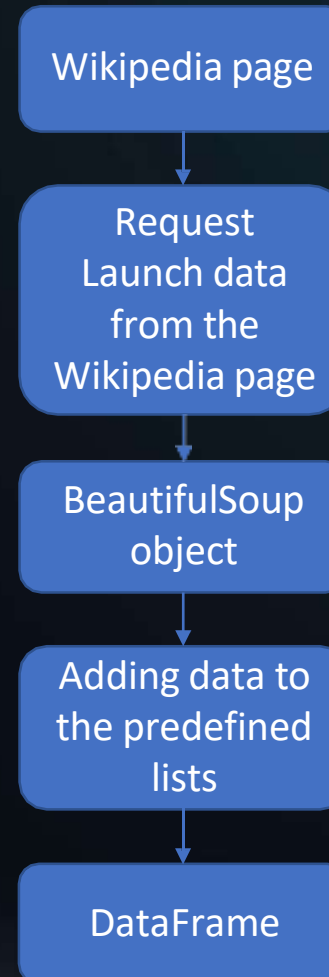 Wikipedia page
Request
Launch data
from the
Wikipedia page
BeautifulSoup
object
Adding data to
the predefined
lists
DataFrame